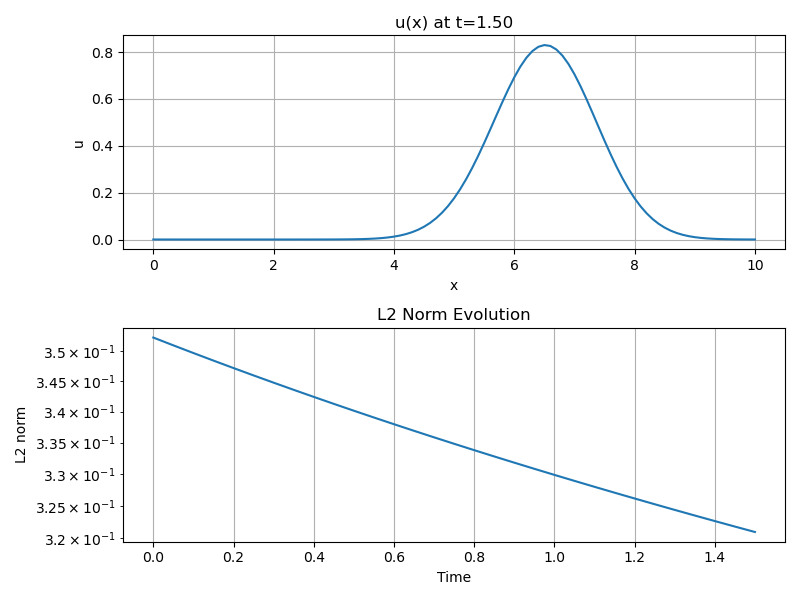 u(x) at t=1.50
0.8
0.6
0.4
0.2
0.0
u
0 2 4 6 8 10
x
L2 Norm Evolution
3.5 × 10⁻¹
3.45 × 10⁻¹
3.4 × 10⁻¹
3.35 × 10⁻¹
3.3 × 10⁻¹
3.25 × 10⁻¹
3.2 × 10⁻¹
L2 norm
0.0 0.2 0.4 0.6 0.8 1.0 1.2 1.4
Time